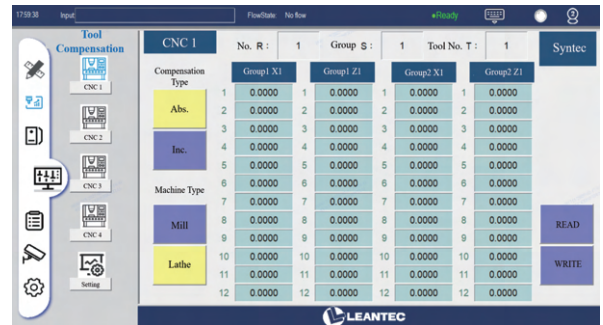 17:59:38 Input: FlowState No flow •Ready
Tool
Compensation
CNC 1
CNC 2
CNC 3
CNC 4
Setting
CNC 1 No. R : 1 Group S : 1 Tool No. T : 1 Syntec
Compensation
Type
Abs.
Inc.
Machine Type
Mill
Lathe
Group1 X1 Group1 Z1 Group2 X1 Group2 Z1
1 0.0000 1 0.0000 1 0.0000 1 0.0000
2 0.0000 2 0.0000 2 0.0000 2 0.0000
3 0.0000 3 0.0000 3 0.0000 3 0.0000
4 0.0000 4 0.0000 4 0.0000 4 0.0000
5 0.0000 5 0.0000 5 0.0000 5 0.0000
6 0.0000 6 0.0000 6 0.0000 6 0.0000
7 0.0000 7 0.0000 7 0.0000 7 0.0000
8 0.0000 8 0.0000 8 0.0000 8 0.0000
9 0.0000 9 0.0000 9 0.0000 9 0.0000
10 0.0000 10 0.0000 10 0.0000 10 0.0000
11 0.0000 11 0.0000 11 0.0000 11 0.0000
12 0.0000 12 0.0000 12 0.0000 12 0.0000
READ
WRITE
LEANTEC